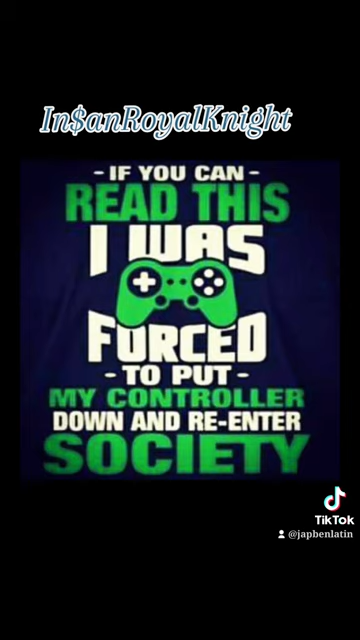 In$anRoyalKnight
- IF YOU CAN -
READ THIS
I WAS
FORCED
- TO PUT -
MY CONTROLLER
DOWN AND RE-ENTER
SOCIETY
TikTok
@japbenlatin